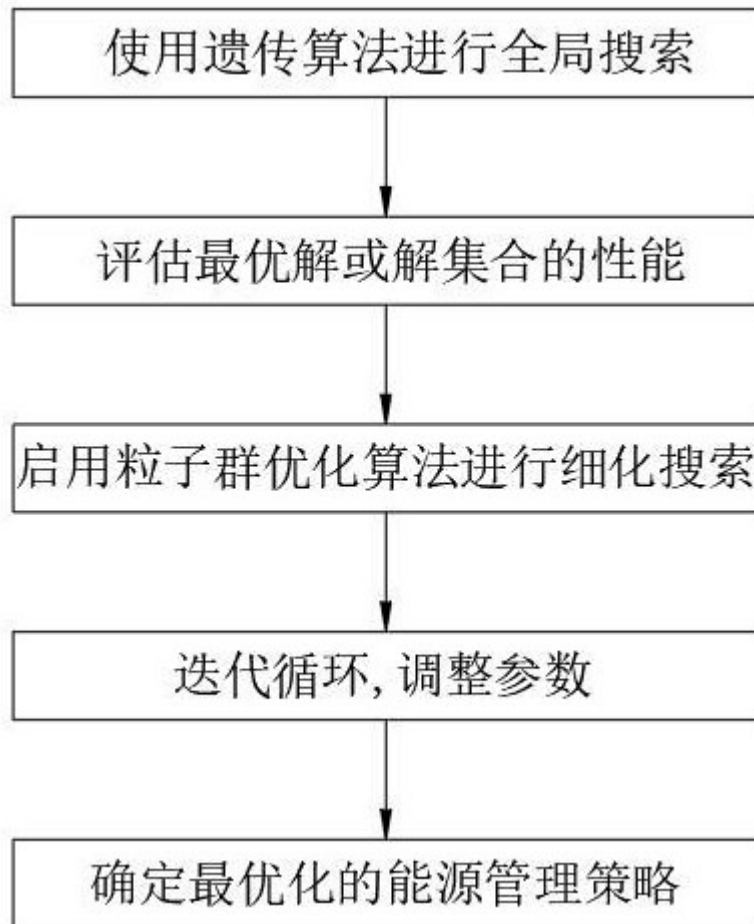 使用遗传算法进行全局搜索
评估最优解或解集合的性能
启用粒子群优化算法进行细化搜索
迭代循环,调整参数
确定最优化的能源管理策略